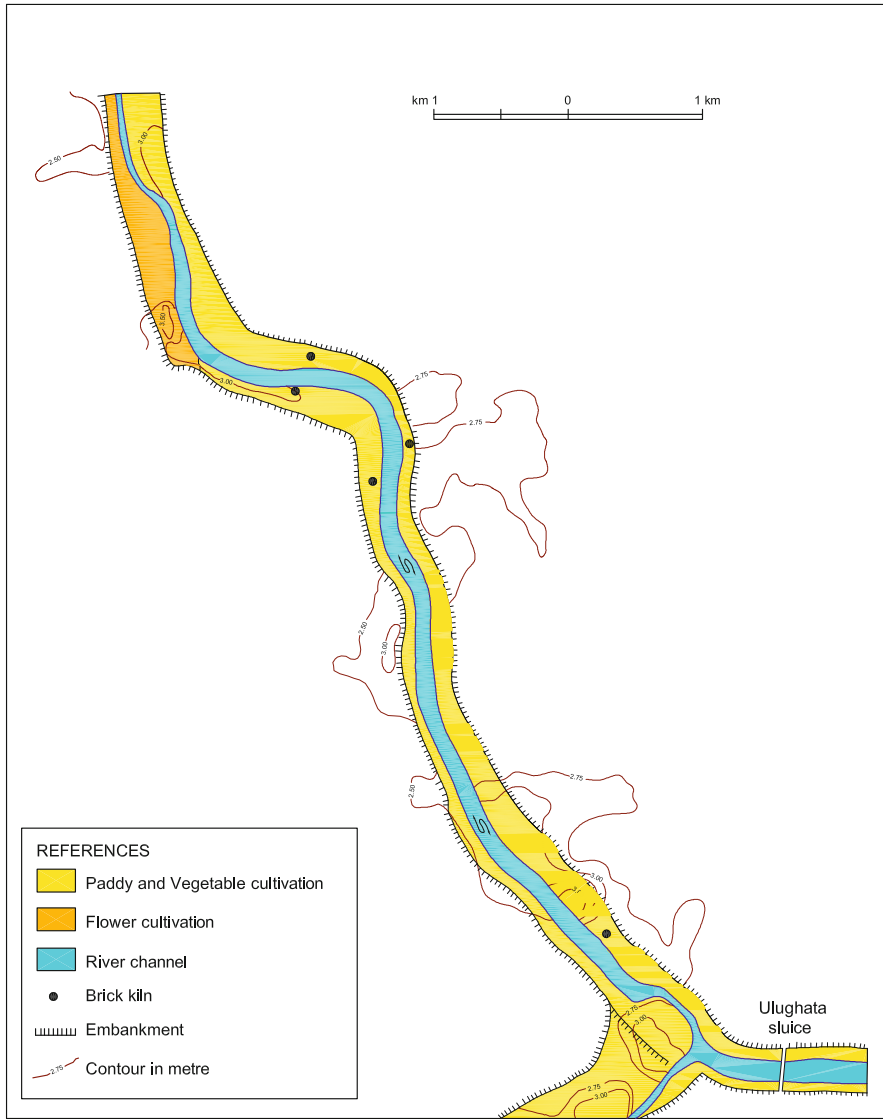 km 1 0 1 km
3.00
2.50
3.50
3.00
2.75
2.75
2.50
3.00
2.75
2.50
3.00
2.75
3.00
2.75
3.00
Ulughata
sluice
REFERENCES
Paddy and Vegetable cultivation
Flower cultivation
River channel
Brick kiln
Embankment
2.75 Contour in metre